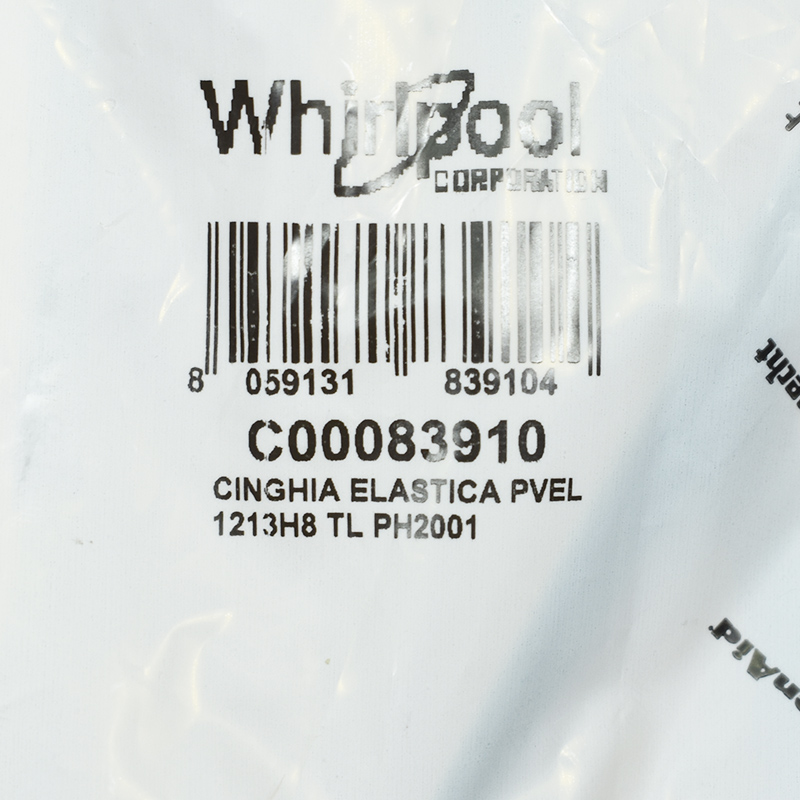 Whirlpool
CORPORATION
8 059131 839104
C00083910
CINGHIA ELASTICA PVEL
1213H8 TL PH2001